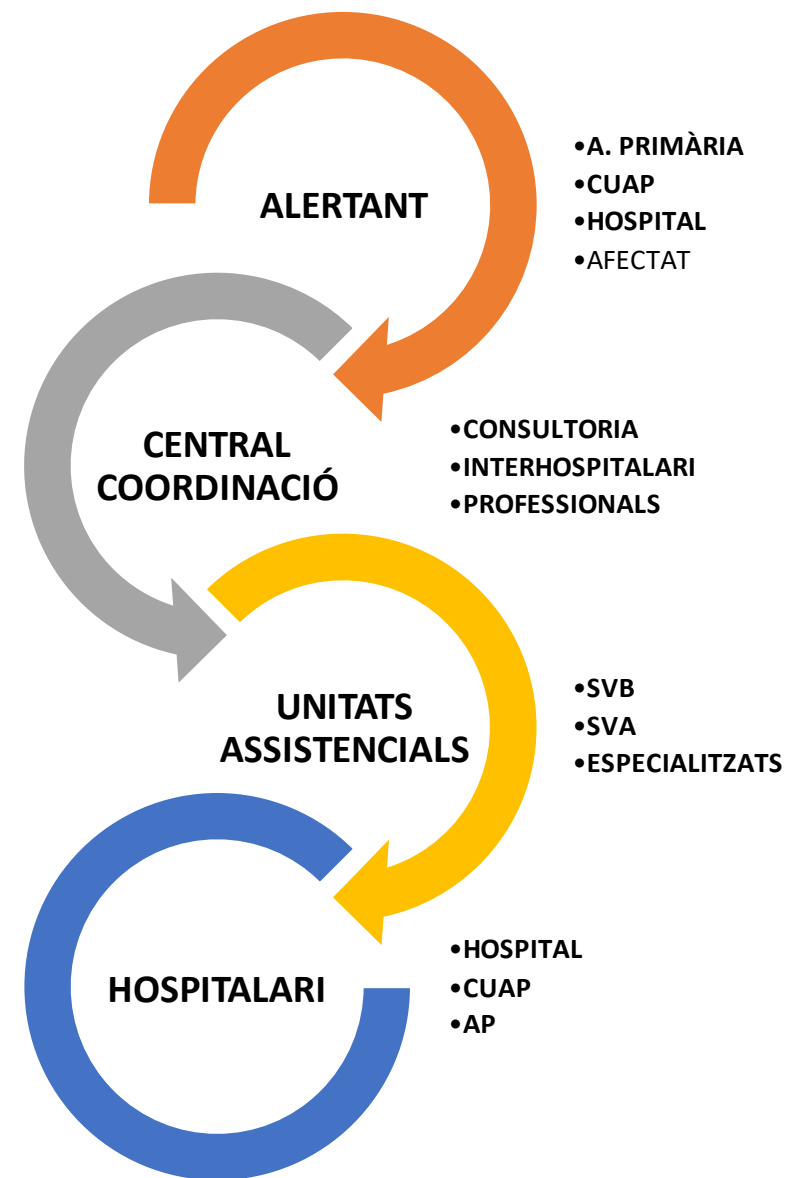 ALERTANT
•A. PRIMÀRIA
•CUAP
•HOSPITAL
•AFECTAT
CENTRAL
COORDINACIÓ
•CONSULTORIA
•INTERHOSPITALARI
•PROFESSIONALS
UNITATS
ASSISTENCIALS
•SVB
•SVA
•ESPECIALITZATS
HOSPITALARI
•HOSPITAL
•CUAP
•AP